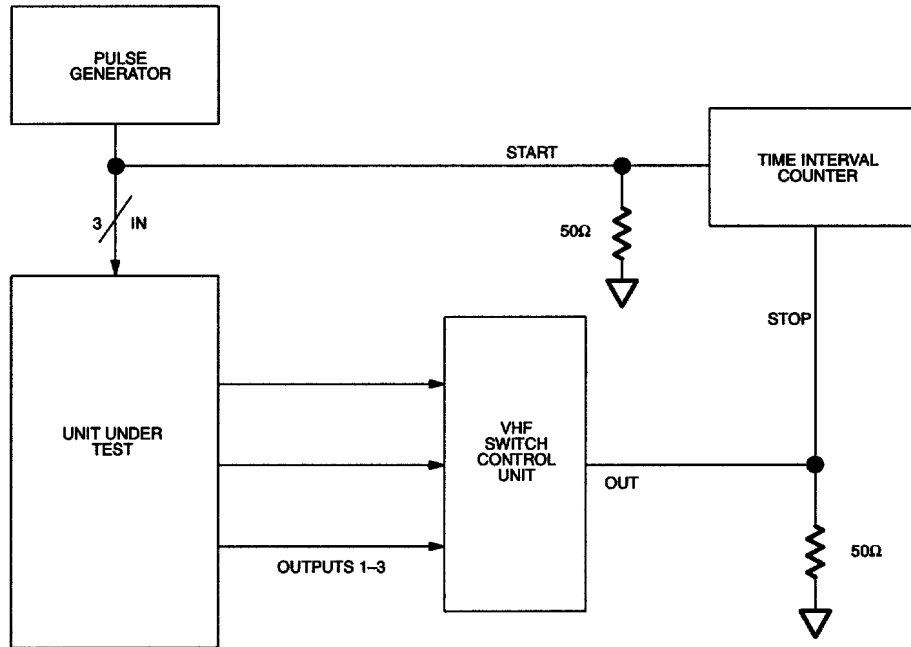 PULSE
GENERATOR
START
TIME INTERVAL
COUNTER
3
IN
50Ω
STOP
UNIT UNDER
TEST
VHF
SWITCH
CONTROL
UNIT
OUT
50Ω
OUTPUTS 1–3